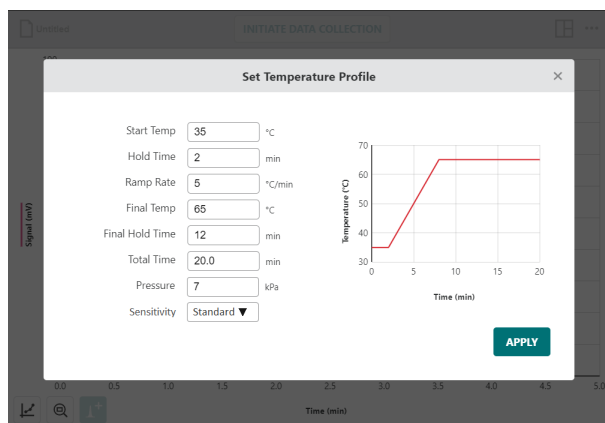 Untitled
INITIATE DATA COLLECTION
100
Set Temperature Profile ×
Start Temp 35 °C
Hold Time 2 min
Ramp Rate 5 °C/min
Final Temp 65 °C
Final Hold Time 12 min
Total Time 20.0 min
Pressure 7 kPa
Sensitivity Standard ▼
Temperature (°C)
70
60
50
40
30
0 5 10 15 20
Time (min)
APPLY
Signal (mV)
0.0 0.5 1.0 1.5 2.0 2.5 3.0 3.5 4.0 4.5 5.0
Time (min)